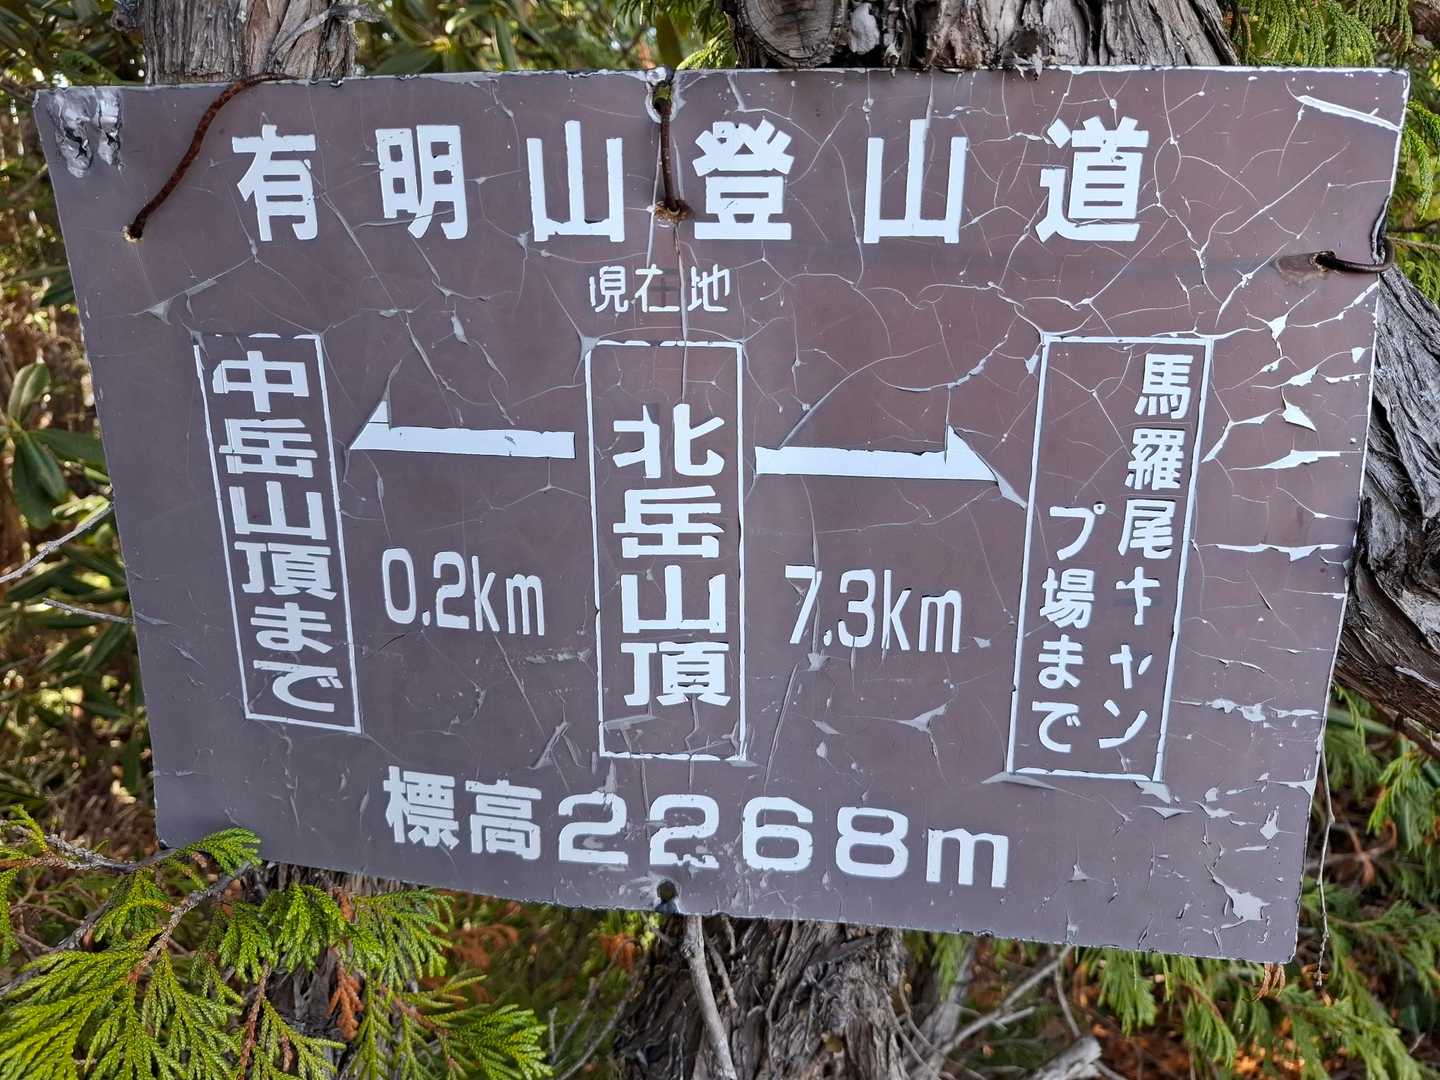 有明山登山道
現在地
中岳山頂まで
0.2km
北岳山頂
7.3km
馬羅尾キャン
プ場まで
標高2268m